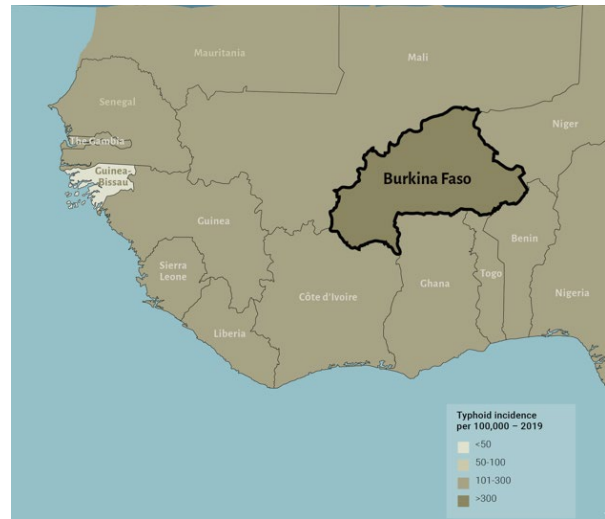 Mauritania
Mali
Senegal
Niger
The Gambia
Guinea-
Bissau
Burkina Faso
Guinea
Benin
Sierra
Leone
Ghana
Togo
Côte d'Ivoire
Nigeria
Liberia
Typhoid incidence
per 100,000 – 2019
<50
50-100
101-300
>300